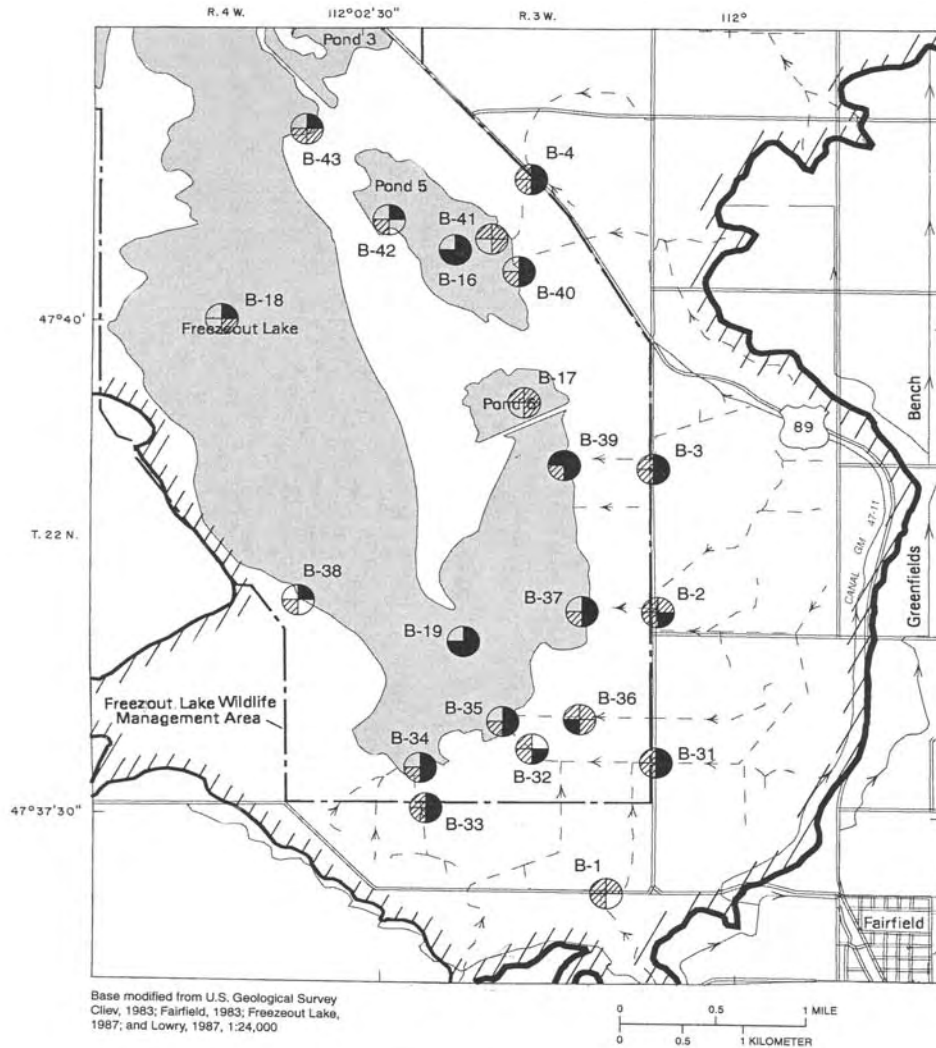 R. 4 W.
112°02'30"
R. 3 W.
112°
Pond 3
B-43
B-4
Pond 5
B-41
B-42
B-16
B-40
B-18
47°40'
Freezeout Lake
B-17
Pond 6
89
Bench
B-39
B-3
CANAL GM 47-11
T. 22 N.
Greenfields
B-38
B-37
B-2
B-19
Freezout Lake Wildlife
Management Area
B-35
B-36
B-34
B-32
B-31
47°37'30"
B-33
B-1
Fairfield
Base modified from U.S. Geological Survey
Cliev, 1983; Fairfield, 1983; Freezeout Lake,
1987; and Lowry, 1987, 1:24,000
0 0.5 1 MILE
0 0.5 1 KILOMETER